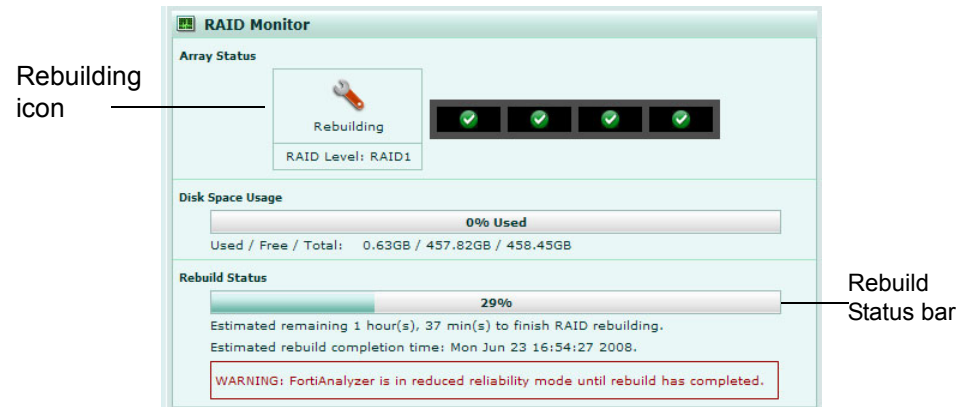 RAID Monitor
Array Status
Rebuilding
icon
Rebuilding
RAID Level: RAID1
Disk Space Usage
0% Used
Used / Free / Total: 0.63GB / 457.82GB / 458.45GB
Rebuild Status
29%
Rebuild
Status bar
Estimated remaining 1 hour(s), 37 min(s) to finish RAID rebuilding.
Estimated rebuild completion time: Mon Jun 23 16:54:27 2008.
WARNING: FortiAnalyzer is in reduced reliability mode until rebuild has completed.